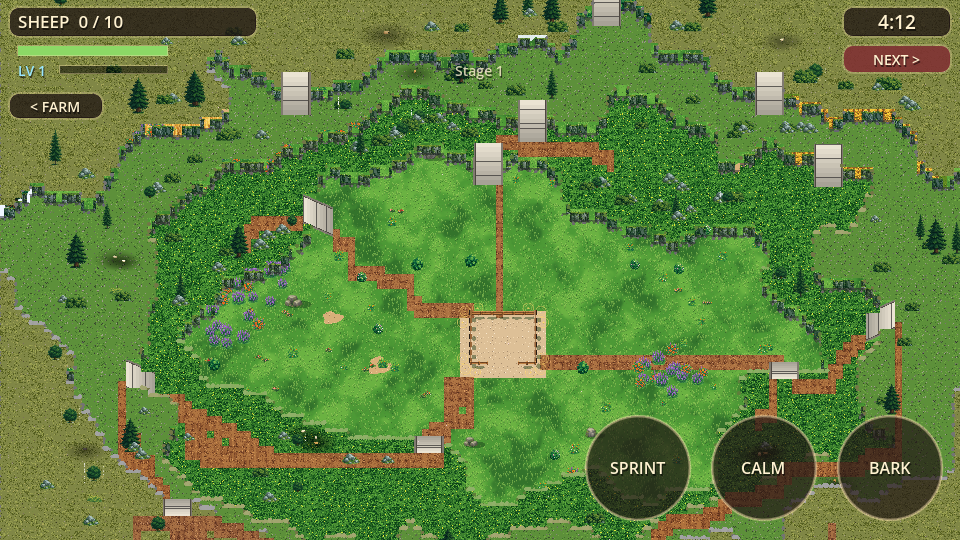 SHEEP 0 / 10
4:12
LV 1
Stage 1
NEXT >
< FARM
SPRINT
CALM
BARK